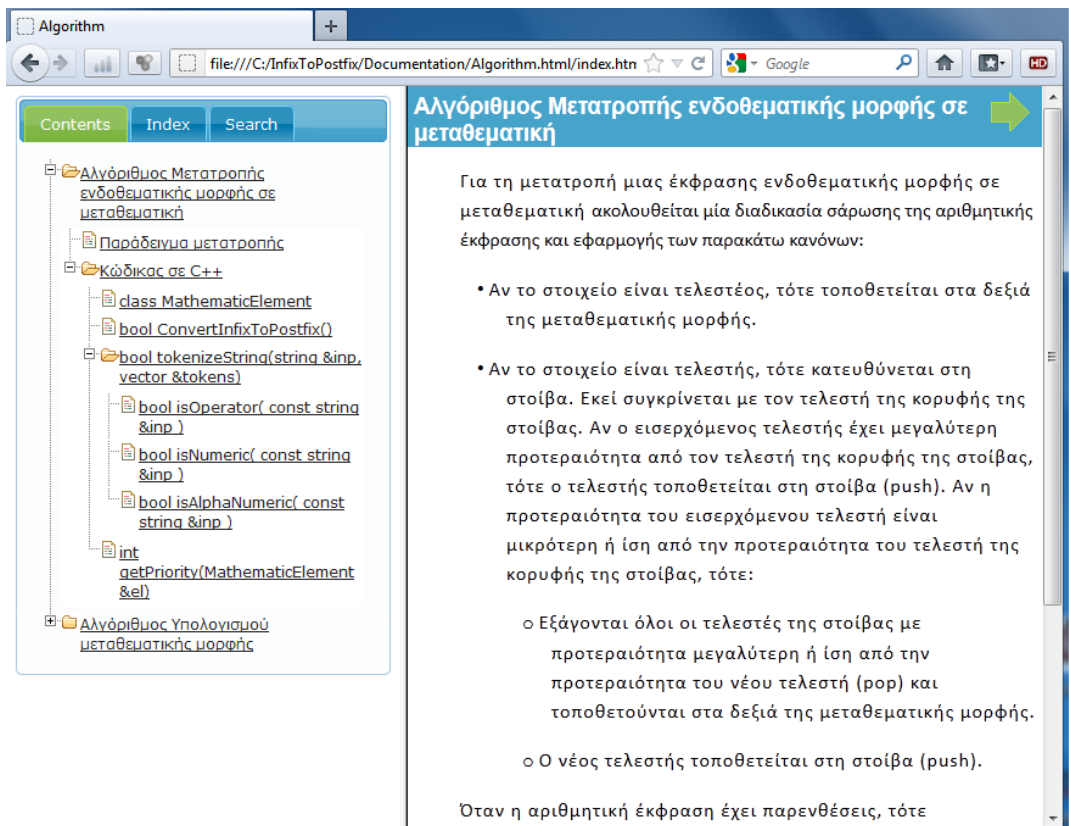 Algorithm
+
file:///C:/InfixToPostfix/Documentation/Algorithm.html/index.htn
Google
HD
Contents
Index
Search
Αλγόριθμος Μετατροπής
ενδοθεματικής μορφής σε
μεταθεματική
Παράδειγμα μετατροπής
Κώδικας σε C++
class MathematicElement
bool ConvertInfixToPostfix()
bool tokenizeString(string &inp,
vector &tokens)
bool isOperator( const string
&inp )
bool isNumeric( const string
&inp )
bool isAlphaNumeric( const
string &inp )
int
getPriority(MathematicElement
&el)
Αλγόριθμος Υπολογισμού
μεταθεματικής μορφής
Αλγόριθμος Μετατροπής ενδοθεματικής μορφής σε
μεταθεματική
Για τη μετατροπή μιας έκφρασης ενδοθεματικής μορφής σε
μεταθεματική ακολουθείται μία διαδικασία σάρωσης της αριθμητικής
έκφρασης και εφαρμογής των παρακάτω κανόνων:
• Αν το στοιχείο είναι τελεστέος, τότε τοποθετείται στα δεξιά
της μεταθεματικής μορφής.
• Αν το στοιχείο είναι τελεστής, τότε κατευθύνεται στη
στοίβα. Εκεί συγκρίνεται με τον τελεστή της κορυφής της
στοίβας. Αν ο εισερχόμενος τελεστής έχει μεγαλύτερη
προτεραιότητα από τον τελεστή της κορυφής της στοίβας,
τότε ο τελεστής τοποθετείται στη στοίβα (push). Αν η
προτεραιότητα του εισερχόμενου τελεστή είναι
μικρότερη ή ίση από την προτεραιότητα του τελεστή της
κορυφής της στοίβας, τότε:
o Εξάγονται όλοι οι τελεστές της στοίβας με
προτεραιότητα μεγαλύτερη ή ίση από την
προτεραιότητα του νέου τελεστή (pop) και
τοποθετούνται στα δεξιά της μεταθεματικής μορφής.
o Ο νέος τελεστής τοποθετείται στη στοίβα (push).
Όταν η αριθμητική έκφραση έχει παρενθέσεις, τότε